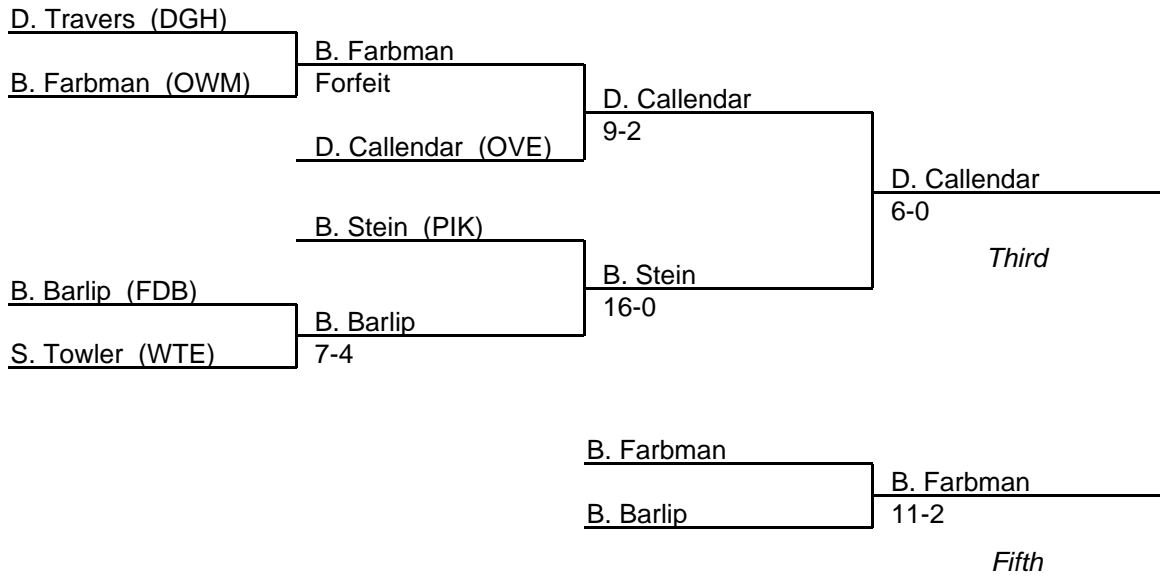 D. Travers (DGH)
B. Farbman
B. Farbman (OWM)
Forfeit
D. Callendar
9-2
D. Callendar (OVE)
D. Callendar
6-0
B. Stein (PIK)
Third
B. Stein
B. Barlip (FDB)
16-0
B. Barlip
S. Towler (WTE)
7-4
B. Farbman
B. Farbman
B. Barlip
11-2
Fifth